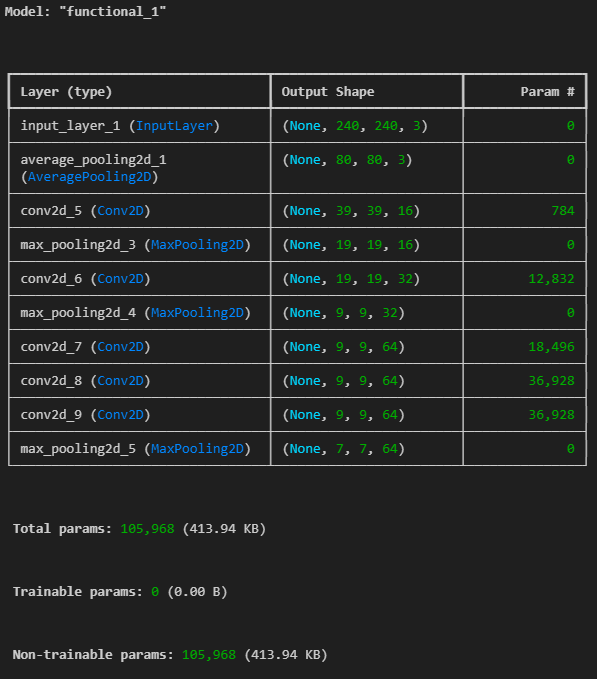 Model: "functional_1"
Layer (type) Output Shape Param #
input_layer_1 (InputLayer) (None, 240, 240, 3) 0
average_pooling2d_1 (None, 80, 80, 3) 0
(AveragePooling2D)
conv2d_5 (Conv2D) (None, 39, 39, 16) 784
max_pooling2d_3 (MaxPooling2D) (None, 19, 19, 16) 0
conv2d_6 (Conv2D) (None, 19, 19, 32) 12,832
max_pooling2d_4 (MaxPooling2D) (None, 9, 9, 32) 0
conv2d_7 (Conv2D) (None, 9, 9, 64) 18,496
conv2d_8 (Conv2D) (None, 9, 9, 64) 36,928
conv2d_9 (Conv2D) (None, 9, 9, 64) 36,928
max_pooling2d_5 (MaxPooling2D) (None, 7, 7, 64) 0
Total params: 105,968 (413.94 KB)
Trainable params: 0 (0.00 B)
Non-trainable params: 105,968 (413.94 KB)